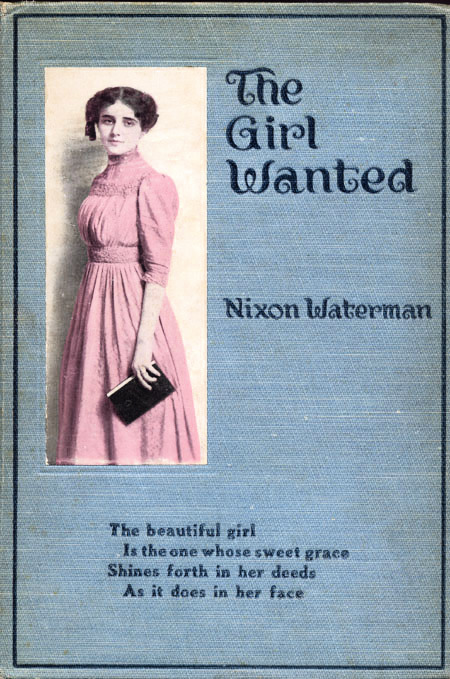 The
Girl
Wanted
Nixon Waterman
The beautiful girl
Is the one whose sweet grace
Shines forth in her deeds
As it does in her face